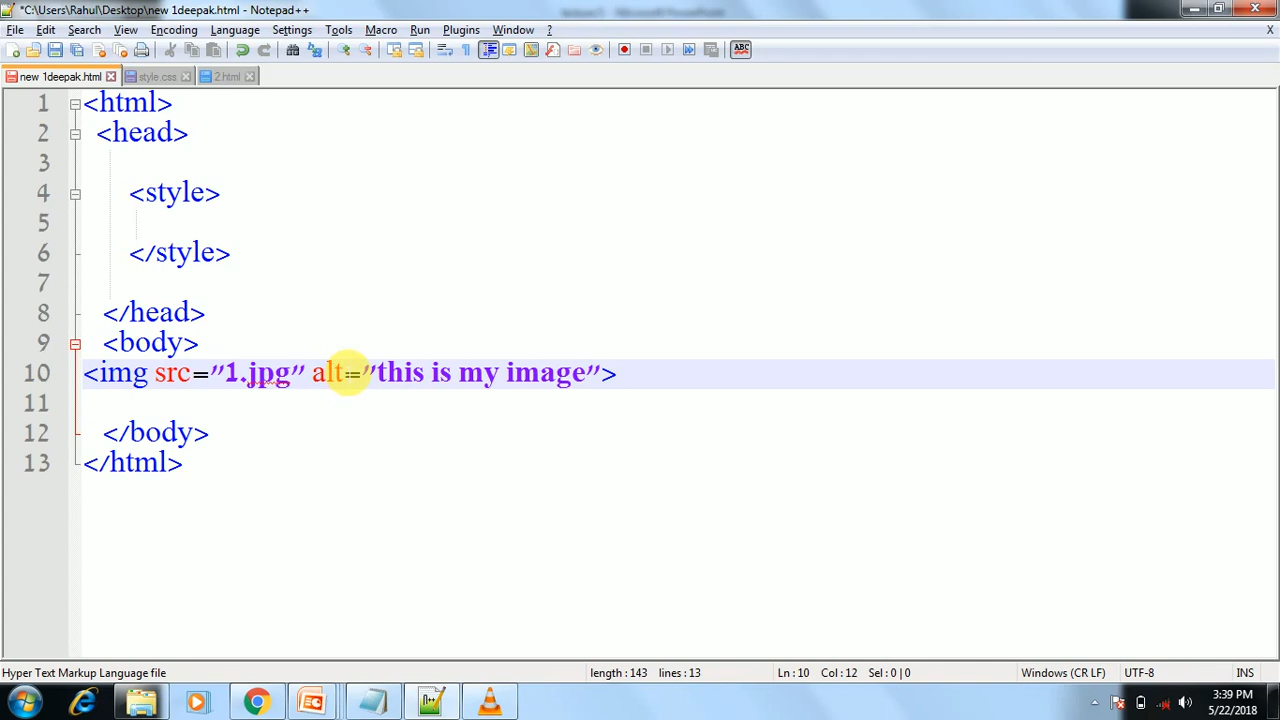 *C:\Users\Rahul\Desktop\new 1deepak.html - Notepad++
File Edit Search View Encoding Language Settings Tools Macro Run Plugins Window ? X
new 1deepak.html style.css 2.html
1 <html>
2 <head>
3
4 <style>
5
6 </style>
7
8 </head>
9 <body>
10 <img src="1.jpg" alt="this is my image">
11
12 </body>
13 </html>
Hyper Text Markup Language file length : 143 lines : 13 Ln : 10 Col : 12 Sel : 0 | 0 Windows (CR LF) UTF-8 INS
3:39 PM
5/22/2018